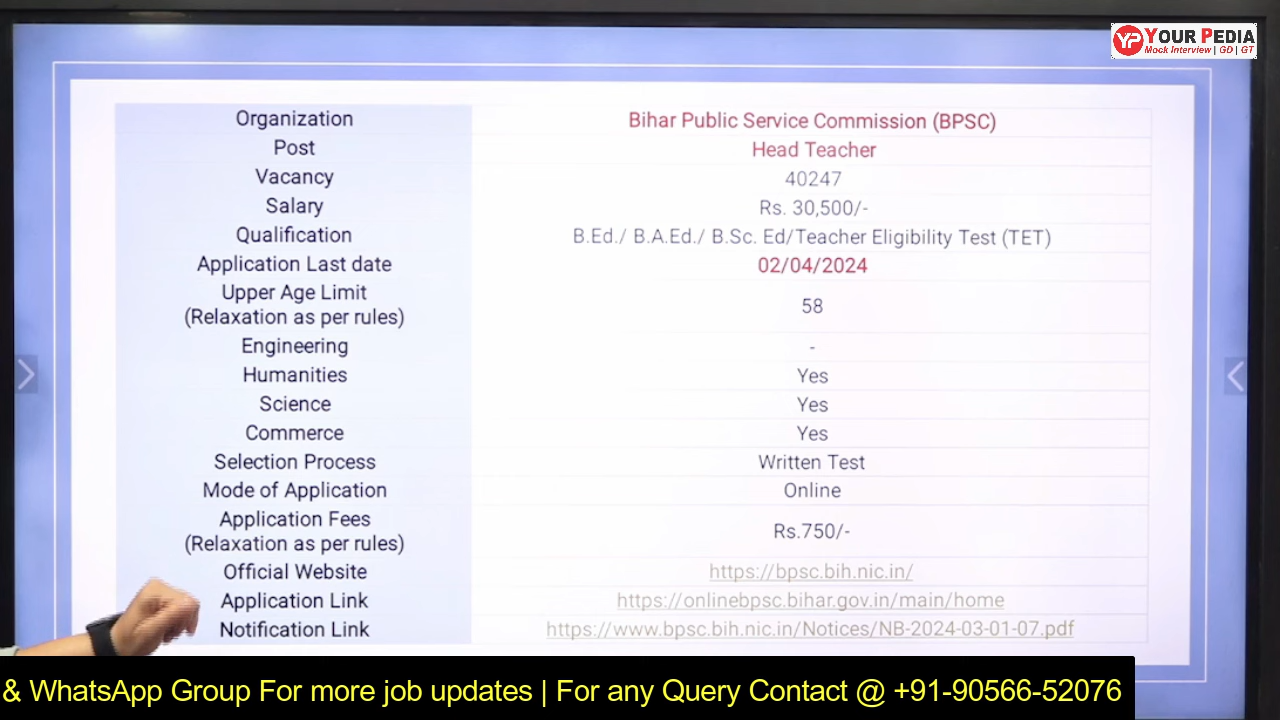 YP YOUR PEDIA
Mock Interview | GD | GT
Organization Bihar Public Service Commission (BPSC)
Post Head Teacher
Vacancy 40247
Salary Rs. 30,500/-
Qualification B.Ed./ B.A.Ed./ B.Sc. Ed/Teacher Eligibility Test (TET)
Application Last date 02/04/2024
Upper Age Limit
(Relaxation as per rules) 58
Engineering -
Humanities Yes
Science Yes
Commerce Yes
Selection Process Written Test
Mode of Application Online
Application Fees
(Relaxation as per rules) Rs.750/-
Official Website https://bpsc.bih.nic.in/
Application Link https://onlinebpsc.bihar.gov.in/main/home
Notification Link https://www.bpsc.bih.nic.in/Notices/NB-2024-03-01-07.pdf
& WhatsApp Group For more job updates | For any Query Contact @ +91-90566-52076